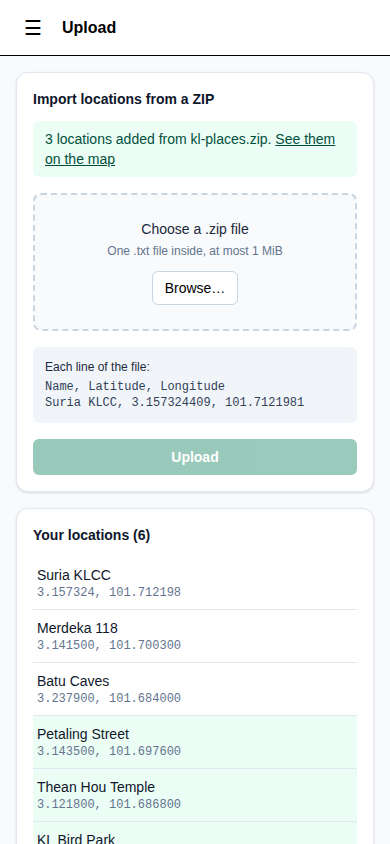 ☰ Upload
Import locations from a ZIP
3 locations added from kl-places.zip. See them
on the map
Choose a .zip file
One .txt file inside, at most 1 MiB
Browse…
Each line of the file:
Name, Latitude, Longitude
Suria KLCC, 3.157324409, 101.7121981
Upload
Your locations (6)
Suria KLCC
3.157324, 101.712198
Merdeka 118
3.141500, 101.700300
Batu Caves
3.237900, 101.684000
Petaling Street
3.143500, 101.697600
Thean Hou Temple
3.121800, 101.686800
KL Bird Park